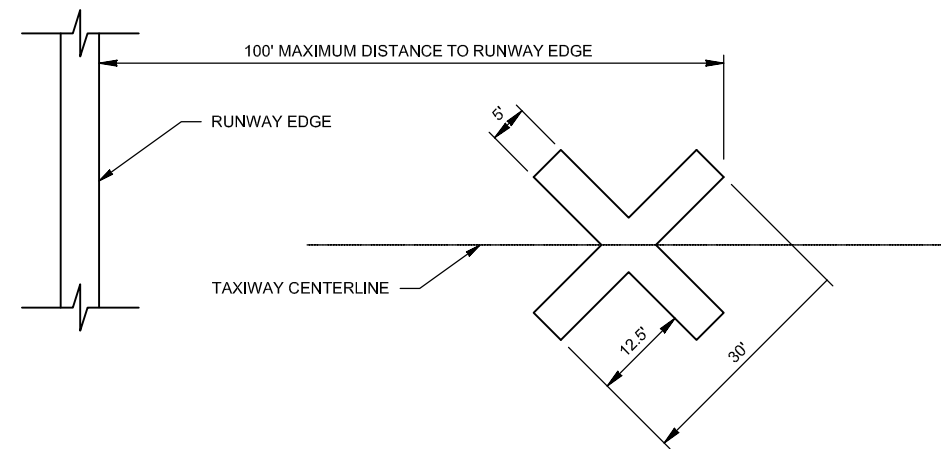 100' MAXIMUM DISTANCE TO RUNWAY EDGE
5'
RUNWAY EDGE
TAXIWAY CENTERLINE
12.5'
30'